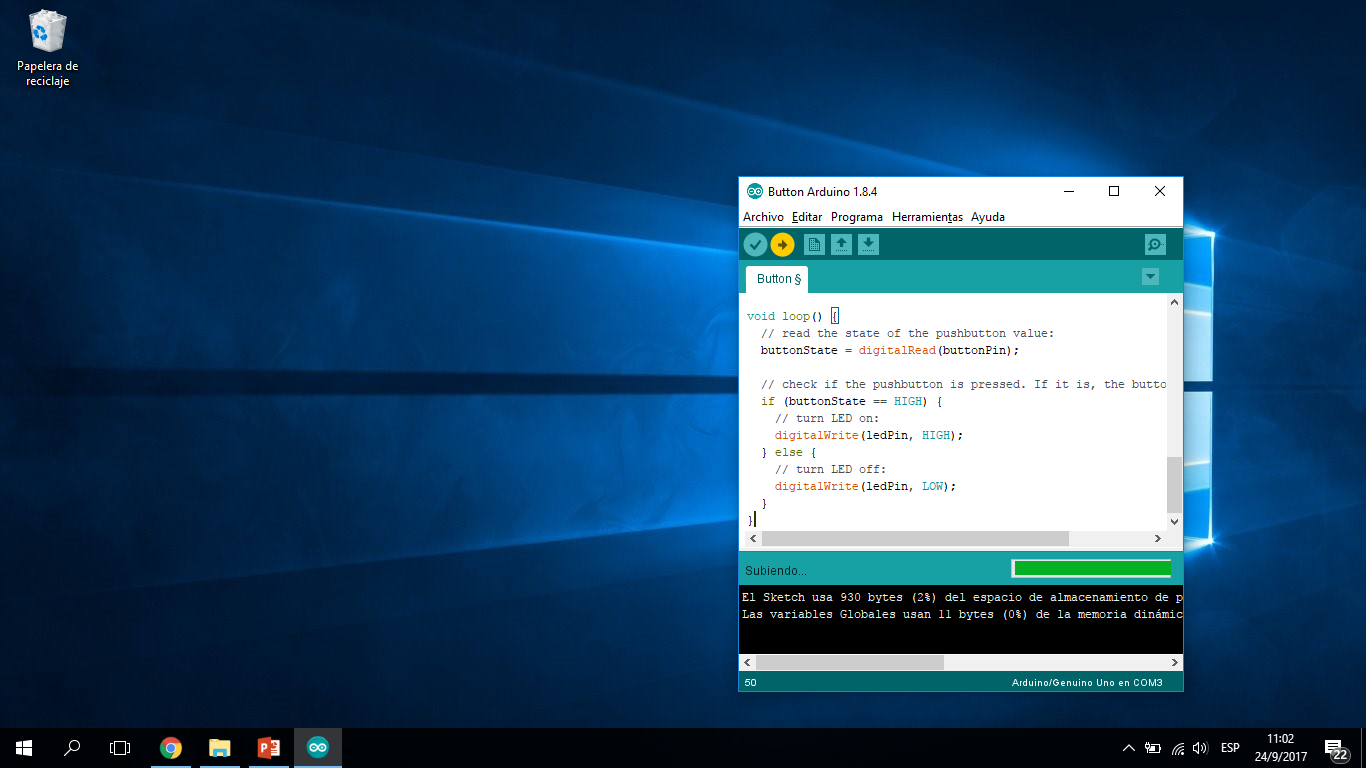 Papelera de
reciclaje
Button Arduino 1.8.4
Archivo Editar Programa Herramientas Ayuda
Button §
void loop() {
// read the state of the pushbutton value:
buttonState = digitalRead(buttonPin);
// check if the pushbutton is pressed. If it is, the butto
if (buttonState == HIGH) {
// turn LED on:
digitalWrite(ledPin, HIGH);
} else {
// turn LED off:
digitalWrite(ledPin, LOW);
}
}
Subiendo...
El Sketch usa 930 bytes (2%) del espacio de almacenamiento de p
Las variables Globales usan 11 bytes (0%) de la memoria dinámic
50 Arduino/Genuino Uno en COM3
ESP
11:02
24/9/2017
22